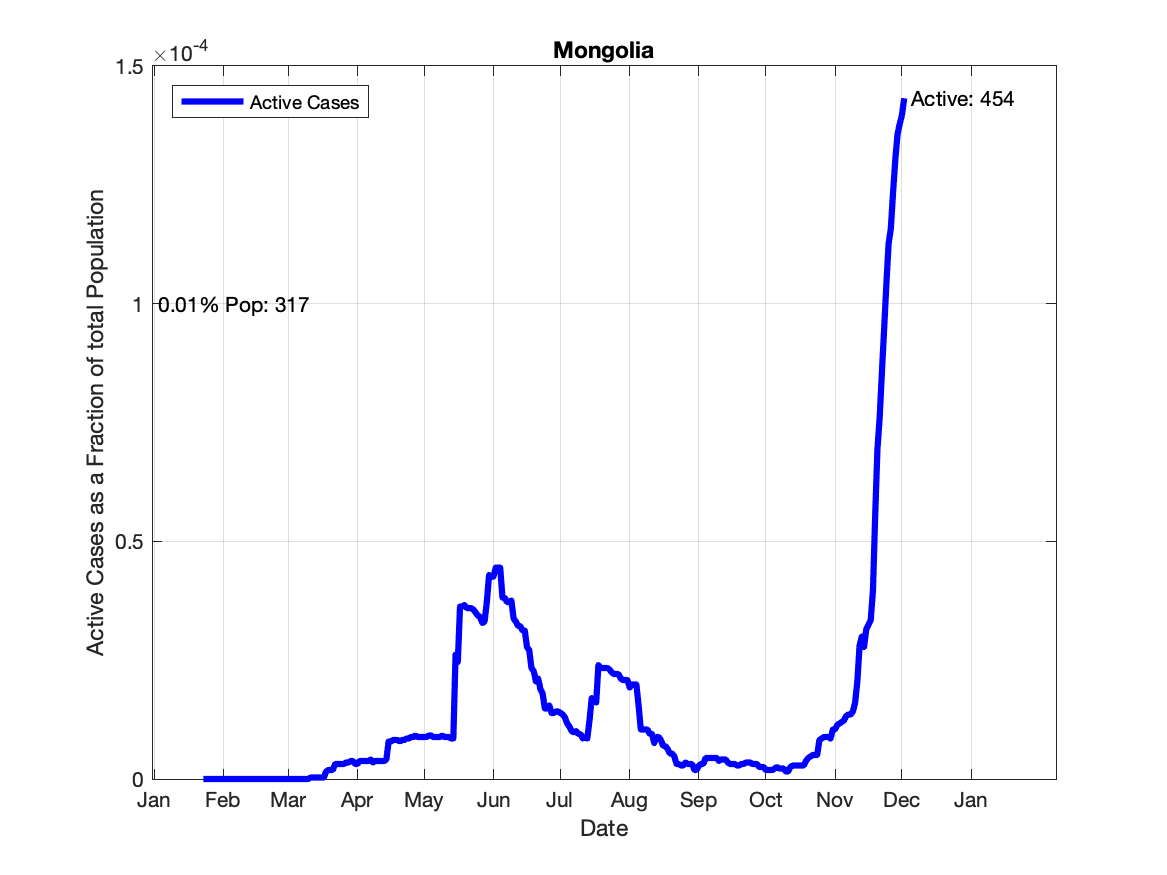 Mongolia
×10-4
1.5
Active Cases
Active: 454
1
0.01% Pop: 317
0.5
0
Active Cases as a Fraction of total Population
Jan Feb Mar Apr May Jun Jul Aug Sep Oct Nov Dec Jan
Date